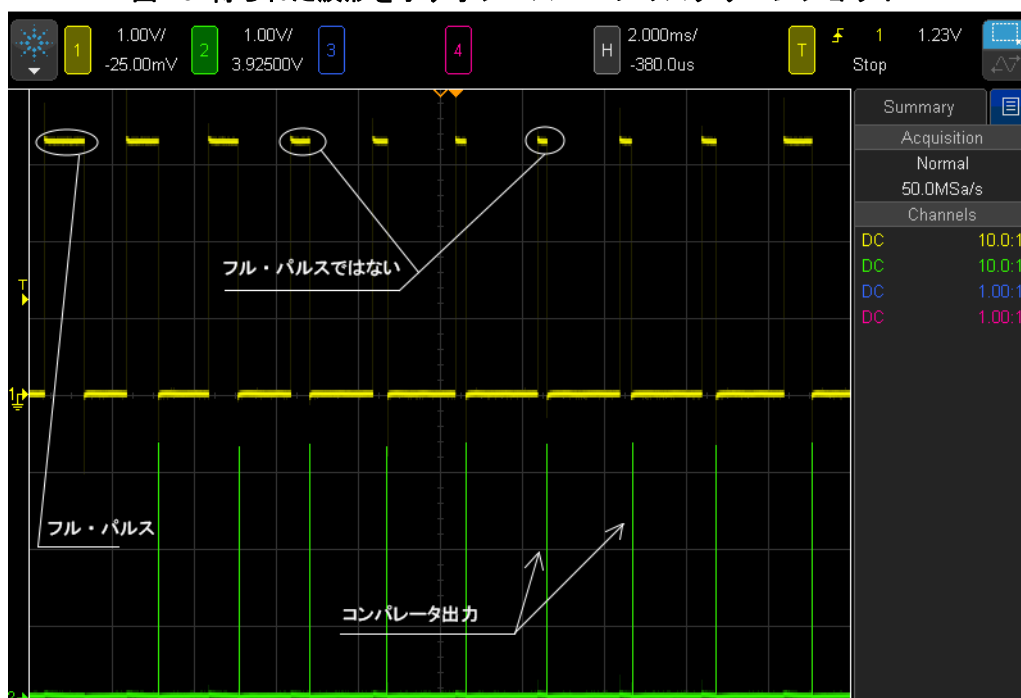 1
1.00V/
-25.00mV
2
1.00V/
3.92500V
3
4
H
2.000ms/
-380.0us
T
1
1.23V
Stop
Summary
Acquisition
Normal
50.0MSa/s
Channels
DC 10.0:1
DC 10.0:1
DC 1.00:1
DC 1.00:1
フル・パルスではない
T
1
フル・パルス
コンパレータ出力
2